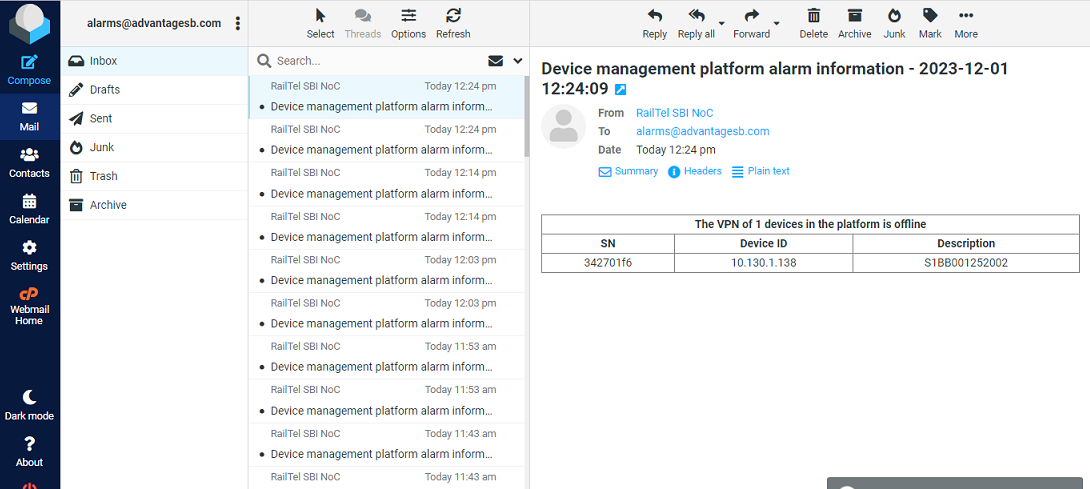 alarms@advantagesb.com
Compose
Mail
Contacts
Calendar
Settings
Webmail
Home
Dark mode
About
Inbox
Drafts
Sent
Junk
Trash
Archive
Select
Threads
Options
Refresh
Search...
RailTel SBI NoC Today 12:24 pm
Device management platform alarm inform...
RailTel SBI NoC Today 12:24 pm
Device management platform alarm inform...
RailTel SBI NoC Today 12:14 pm
Device management platform alarm inform...
RailTel SBI NoC Today 12:14 pm
Device management platform alarm inform...
RailTel SBI NoC Today 12:03 pm
Device management platform alarm inform...
RailTel SBI NoC Today 12:03 pm
Device management platform alarm inform...
RailTel SBI NoC Today 11:53 am
Device management platform alarm inform...
RailTel SBI NoC Today 11:53 am
Device management platform alarm inform...
RailTel SBI NoC Today 11:43 am
Device management platform alarm inform...
RailTel SBI NoC Today 11:43 am
Reply
Reply all
Forward
Delete
Archive
Junk
Mark
More
Device management platform alarm information - 2023-12-01
12:24:09
From RailTel SBI NoC
To alarms@advantagesb.com
Date Today 12:24 pm
Summary Headers Plain text
The VPN of 1 devices in the platform is offline
SN Device ID Description
342701f6 10.130.1.138 S1BB001252002